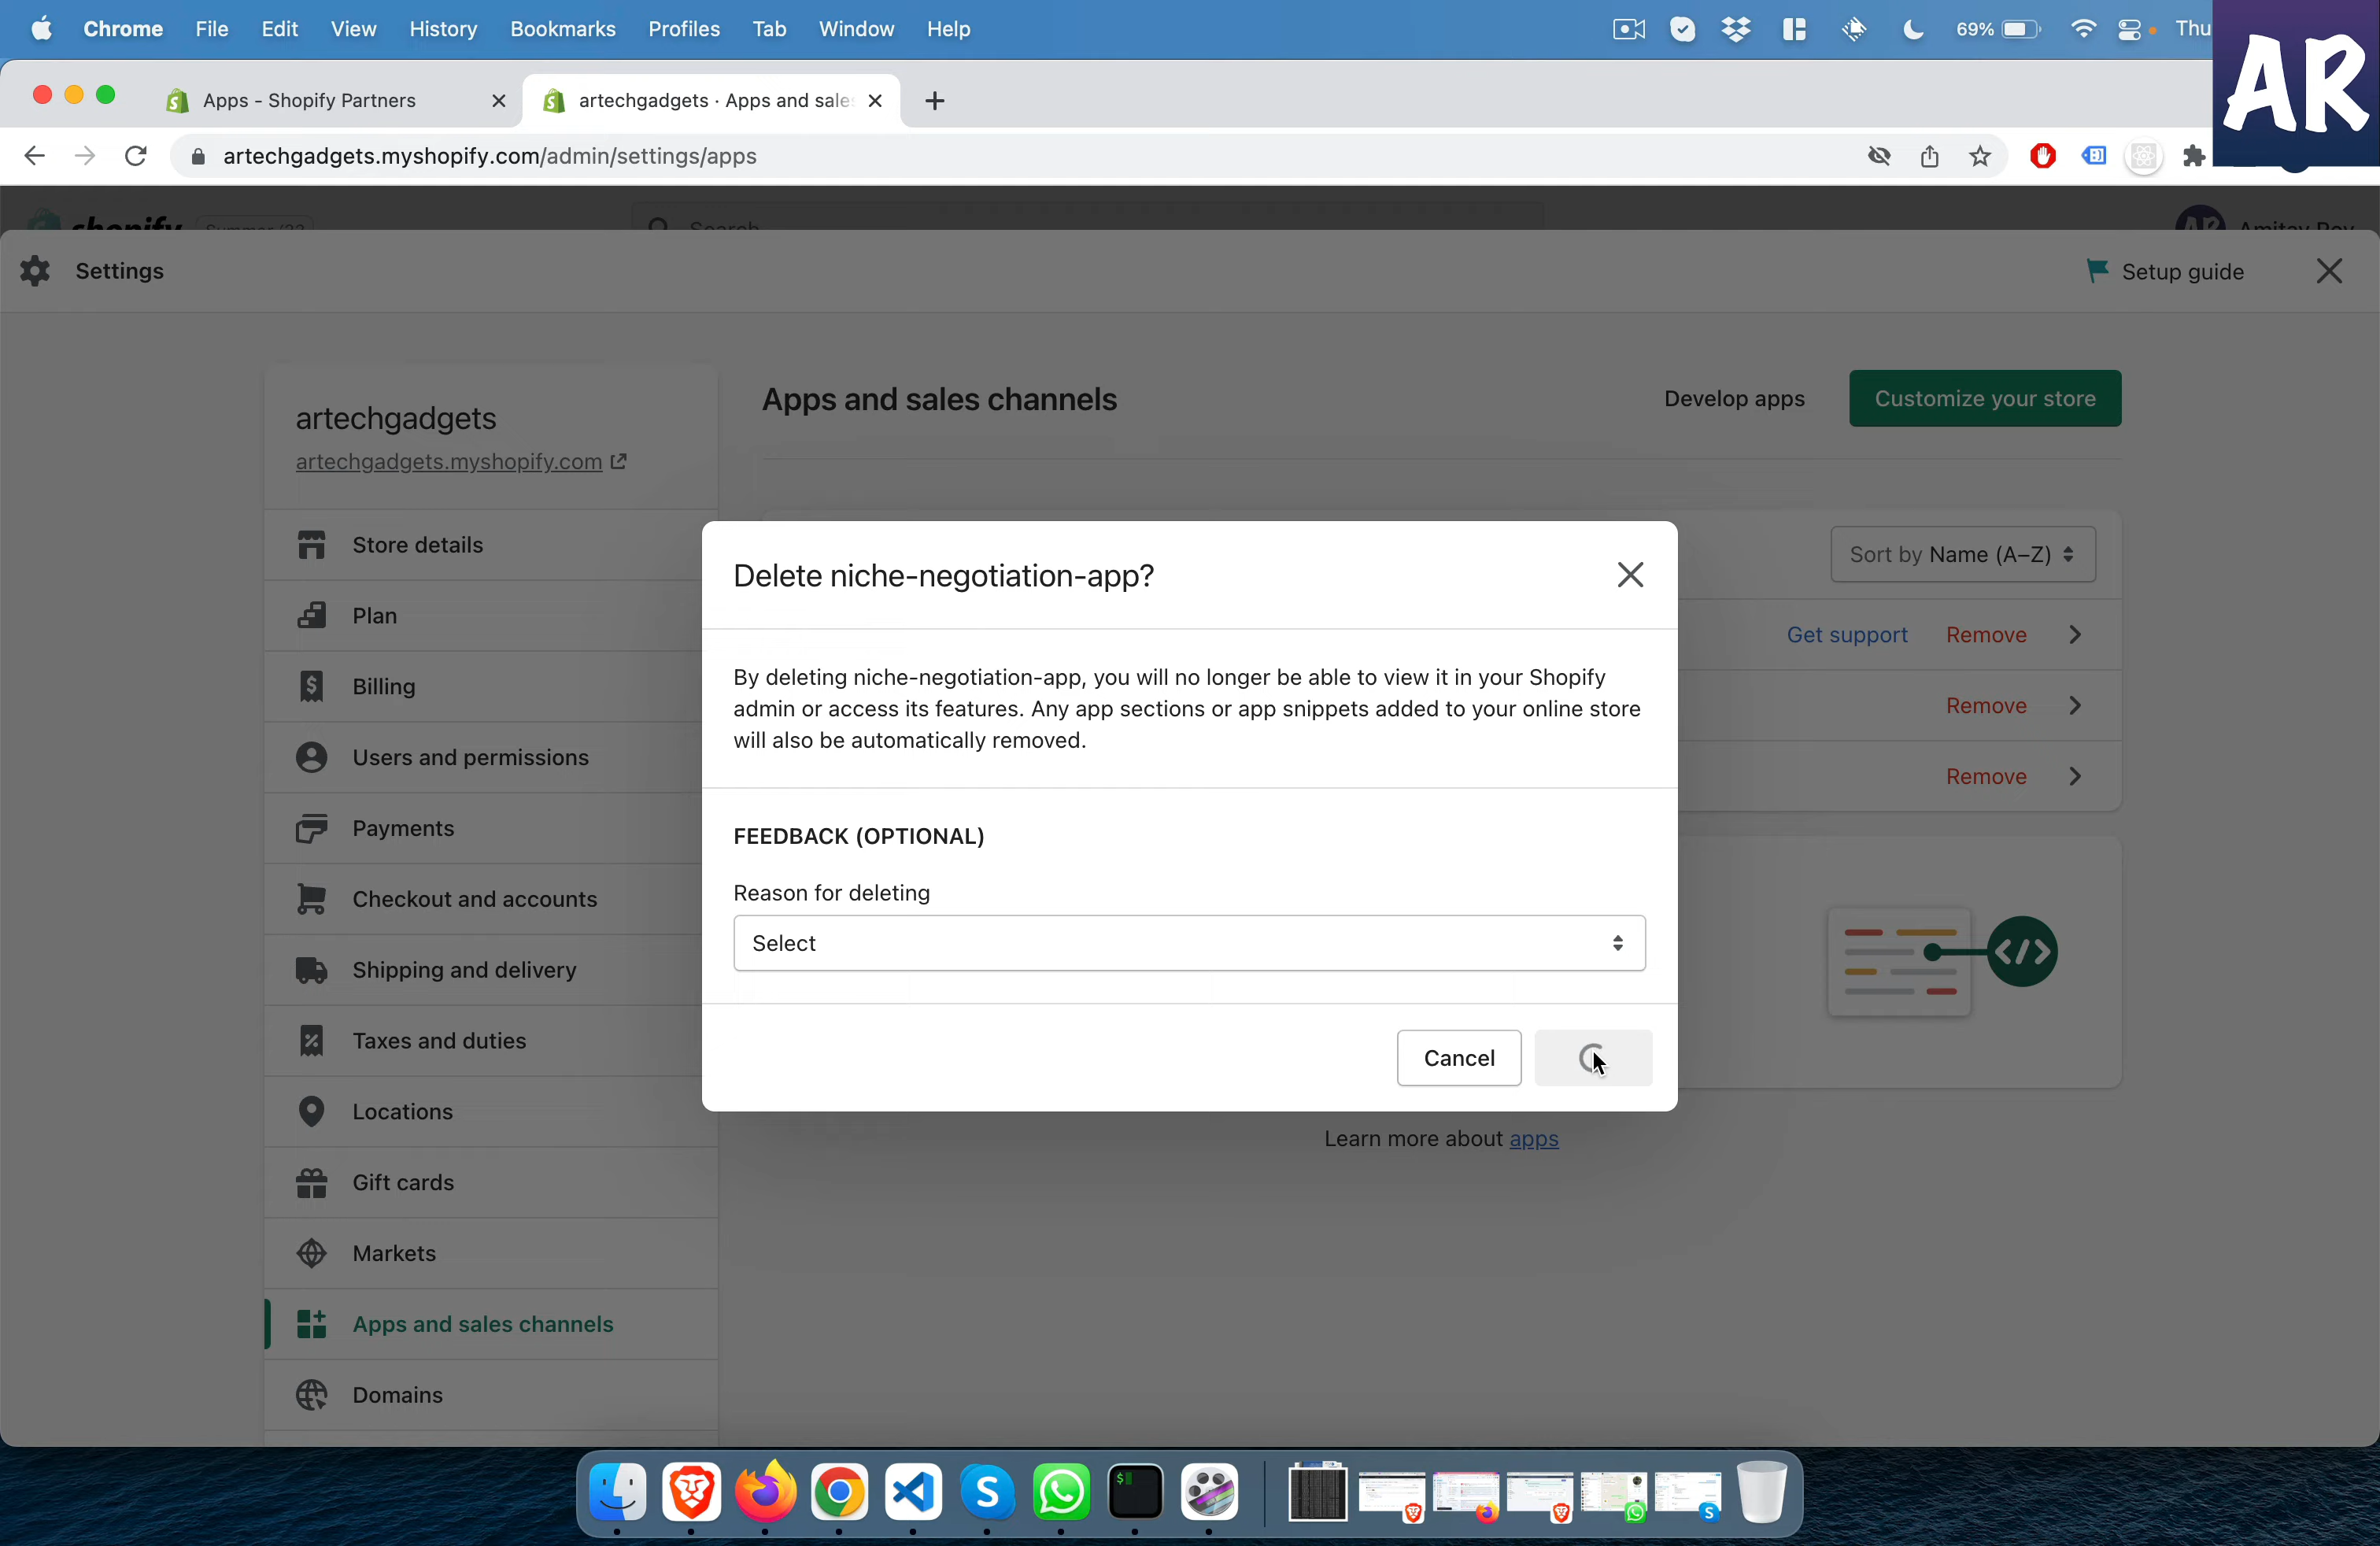 Chrome File Edit View History Bookmarks Profiles Tab Window Help 69% Thu
AR
Apps - Shopify Partners
artechgadgets · Apps and sale
artechgadgets.myshopify.com/admin/settings/apps
shopify Summer '22 Search
Settings Setup guide
artechgadgets
artechgadgets.myshopify.com
Store details
Plan
Billing
Users and permissions
Payments
Checkout and accounts
Shipping and delivery
Taxes and duties
Locations
Gift cards
Markets
Apps and sales channels
Domains
Apps and sales channels Develop apps Customize your store
Sort by Name (A–Z)
Get support Remove
Remove
Remove
Delete niche-negotiation-app?
By deleting niche-negotiation-app, you will no longer be able to view it in your Shopify
admin or access its features. Any app sections or app snippets added to your online store
will also be automatically removed.
FEEDBACK (OPTIONAL)
Reason for deleting
Select
Cancel
Learn more about apps